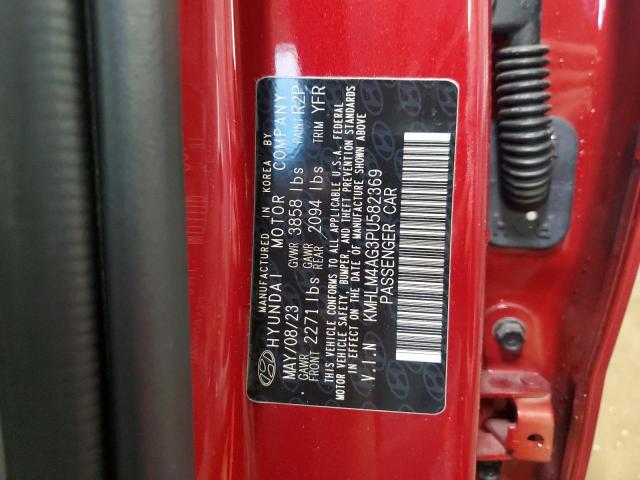 MANUFACTURED IN KOREA BY
HYUNDAI MOTOR COMPANY
MAY/08/23 GVWR 3858 lbs PAINT R2P
GAWR FRONT 2271 lbs GAWR REAR 2094 lbs TRIM YFR
THIS VEHICLE CONFORMS TO ALL APPLICABLE U.S.A. FEDERAL
MOTOR VEHICLE SAFETY, BUMPER, AND THEFT PREVENTION STANDARDS
IN EFFECT ON THE DATE OF MANUFACTURE SHOWN ABOVE
V.I.N KMHLM4AG3PU582369
PASSENGER CAR